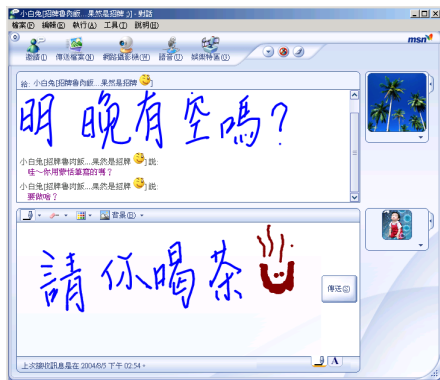 小白兔[招牌魯肉飯...果然是招牌 ;)] - 對話
檔案(F) 編輯(E) 執行(A) 工具(T) 說明(H)
msn
邀請(I) 傳送檔案(N) 網路攝影機(W) 語音(U) 娛樂特區(O)
給: 小白兔[招牌魯肉飯...果然是招牌 ]
明晚有空嗎?
小白兔[招牌魯肉飯...果然是招牌 ]說:
哇～你用蒙恬筆寫的嗎?
小白兔[招牌魯肉飯...果然是招牌 ]說:
要做啥?
背景(B)
請你喝茶
傳送(S)
上次接收訊息是在 2004/8/5 下午 02:54。
A